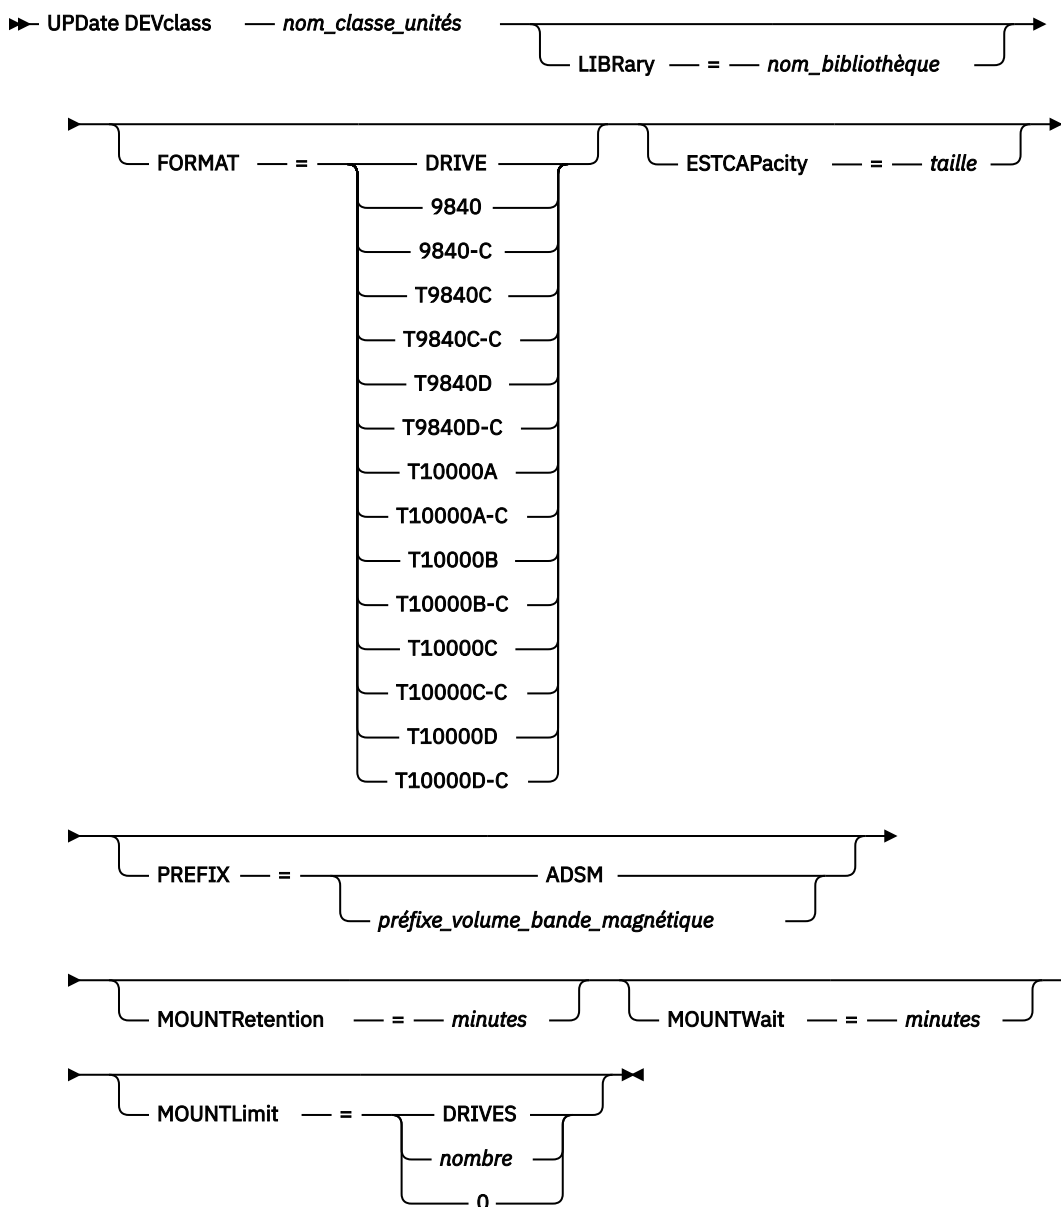 UPDate DEVclass nom_classe_unités
LIBRary = nom_bibliothèque
FORMAT = DRIVE ESTCAPacity = taille
9840
9840-C
T9840C
T9840C-C
T9840D
T9840D-C
T10000A
T10000A-C
T10000B
T10000B-C
T10000C
T10000C-C
T10000D
T10000D-C
PREFIX = ADSM
préfixe_volume_bande_magnétique
MOUNTRetention = minutes MOUNTWait = minutes
MOUNTLimit = DRIVES
nombre
0